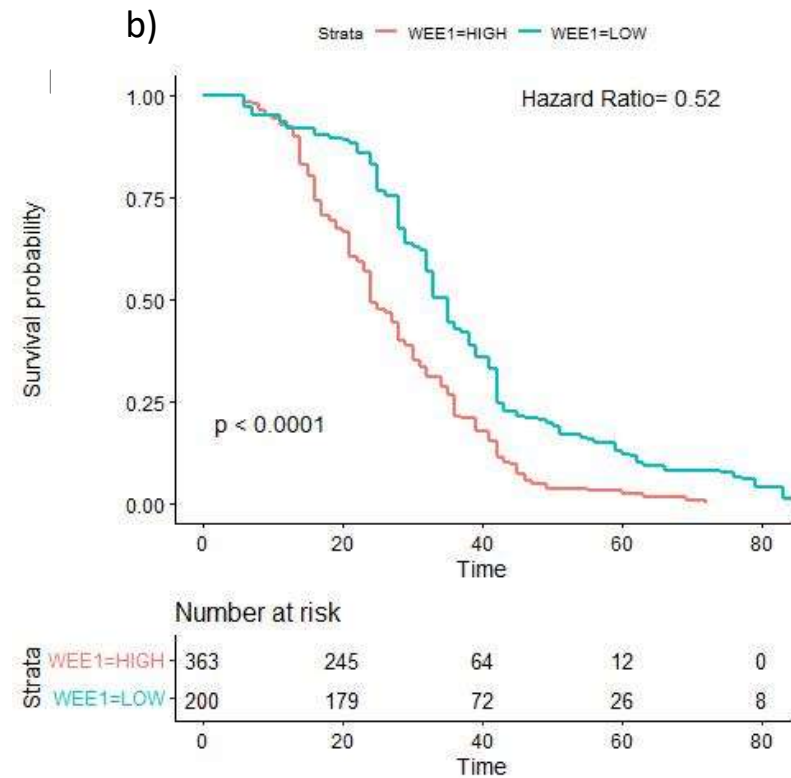 b)
Strata WEE1=HIGH WEE1=LOW
Hazard Ratio= 0.52
Survival probability
1.00
0.75
0.50
0.25
0.00
p < 0.0001
0 20 40 60 80
Time
Number at risk
Strata
WEE1=HIGH 363 245 64 12 0
WEE1=LOW 200 179 72 26 8
0 20 40 60 80
Time